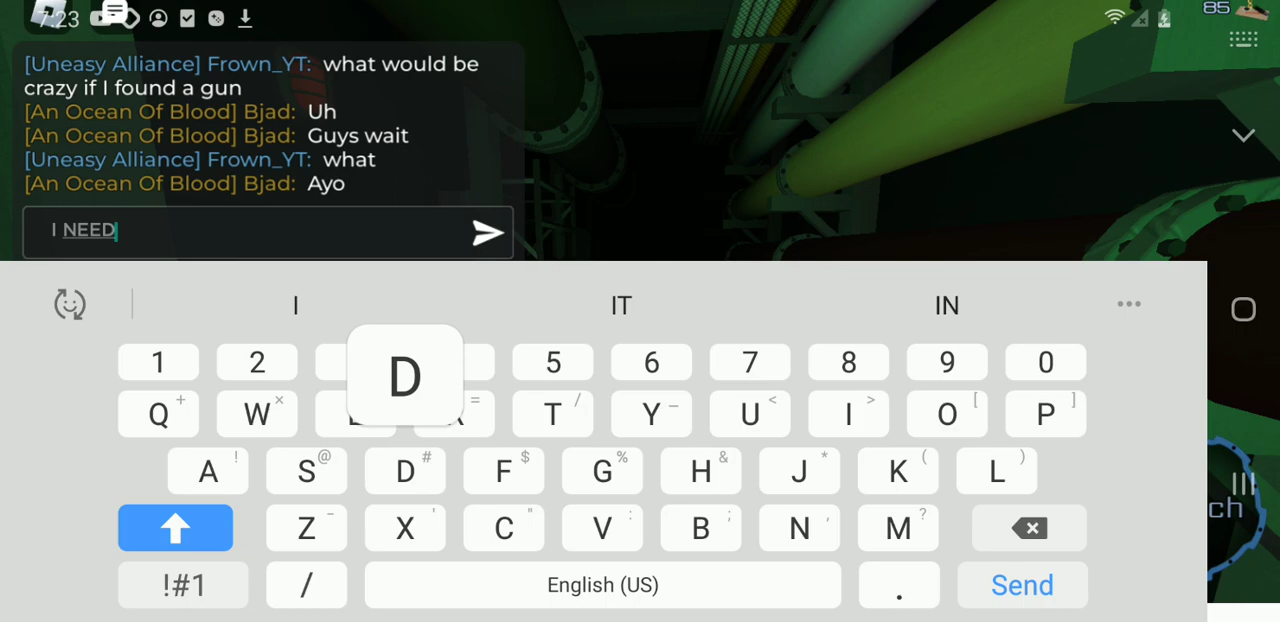 7:23
85
[Uneasy Alliance] Frown_YT: what would be
crazy if I found a gun
[An Ocean Of Blood] Bjad: Uh
[An Ocean Of Blood] Bjad: Guys wait
[Uneasy Alliance] Frown_YT: what
[An Ocean Of Blood] Bjad: Ayo
I NEED
I IT IN
1 2 5 6 7 8 9 0
D
Q + W × = T / Y - U < I > O [ P ]
A ! S @ D # F $ G % H & J * K ( L )
ch
Z - X ' C " V : B ; N , M ?
!#1 / English (US) . Send